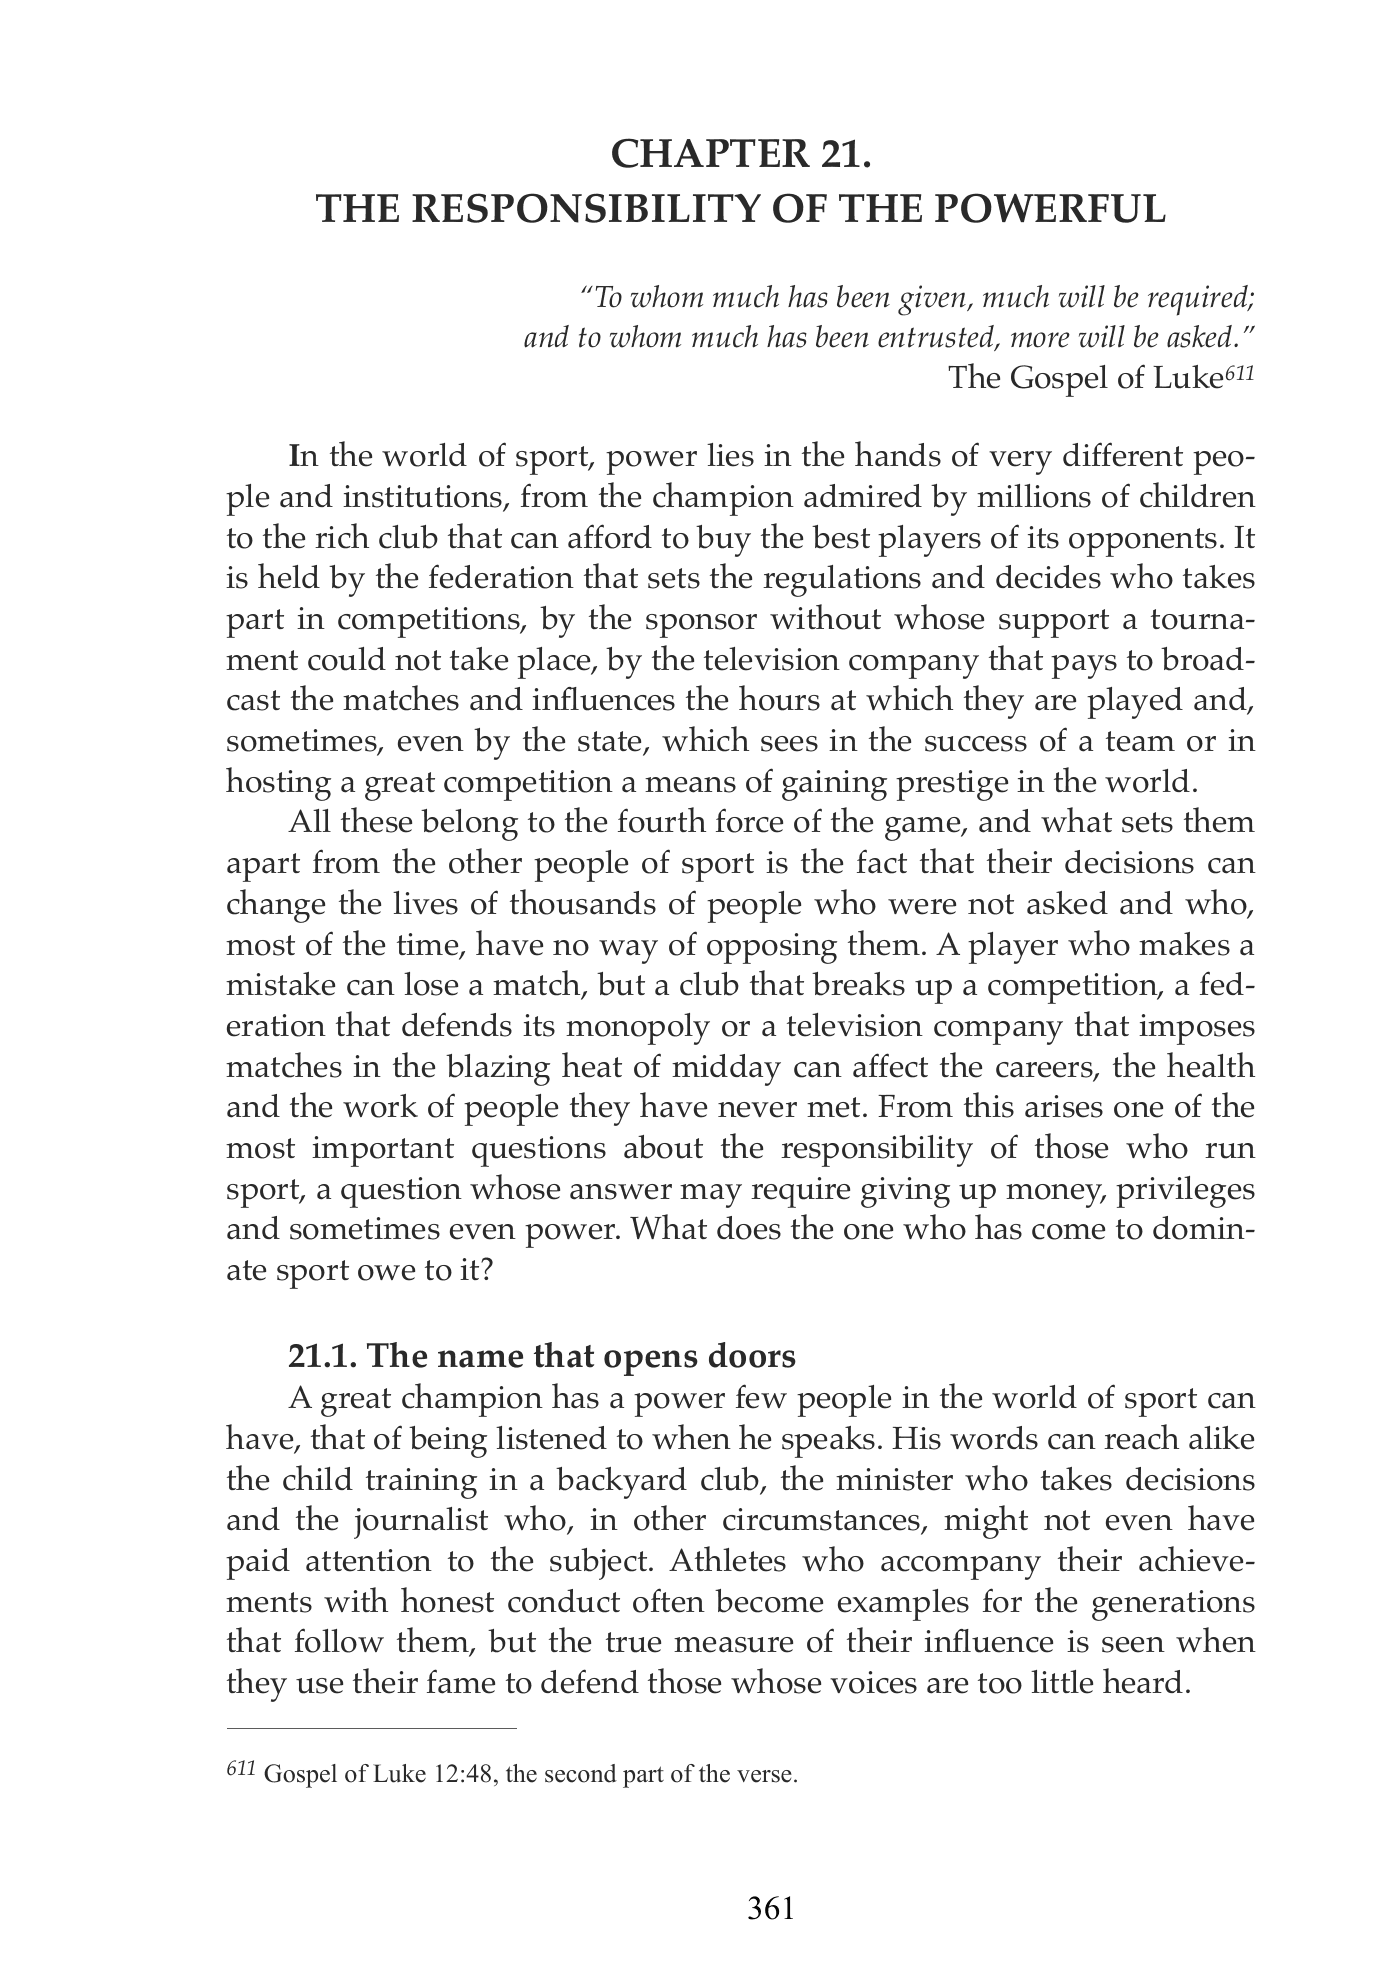 CHAPTER 21.
THE RESPONSIBILITY OF THE POWERFUL
“To whom much has been given, much will be required;
and to whom much has been entrusted, more will be asked.”
The Gospel of Luke611
In the world of sport, power lies in the hands of very different peo-
ple and institutions, from the champion admired by millions of children
to the rich club that can afford to buy the best players of its opponents. It
is held by the federation that sets the regulations and decides who takes
part in competitions, by the sponsor without whose support a tourna-
ment could not take place, by the television company that pays to broad-
cast the matches and influences the hours at which they are played and,
sometimes, even by the state, which sees in the success of a team or in
hosting a great competition a means of gaining prestige in the world.
All these belong to the fourth force of the game, and what sets them
apart from the other people of sport is the fact that their decisions can
change the lives of thousands of people who were not asked and who,
most of the time, have no way of opposing them. A player who makes a
mistake can lose a match, but a club that breaks up a competition, a fed-
eration that defends its monopoly or a television company that imposes
matches in the blazing heat of midday can affect the careers, the health
and the work of people they have never met. From this arises one of the
most important questions about the responsibility of those who run
sport, a question whose answer may require giving up money, privileges
and sometimes even power. What does the one who has come to domin-
ate sport owe to it?
21.1. The name that opens doors
A great champion has a power few people in the world of sport can
have, that of being listened to when he speaks. His words can reach alike
the child training in a backyard club, the minister who takes decisions
and the journalist who, in other circumstances, might not even have
paid attention to the subject. Athletes who accompany their achieve-
ments with honest conduct often become examples for the generations
that follow them, but the true measure of their influence is seen when
they use their fame to defend those whose voices are too little heard.
611 Gospel of Luke 12:48, the second part of the verse.
361